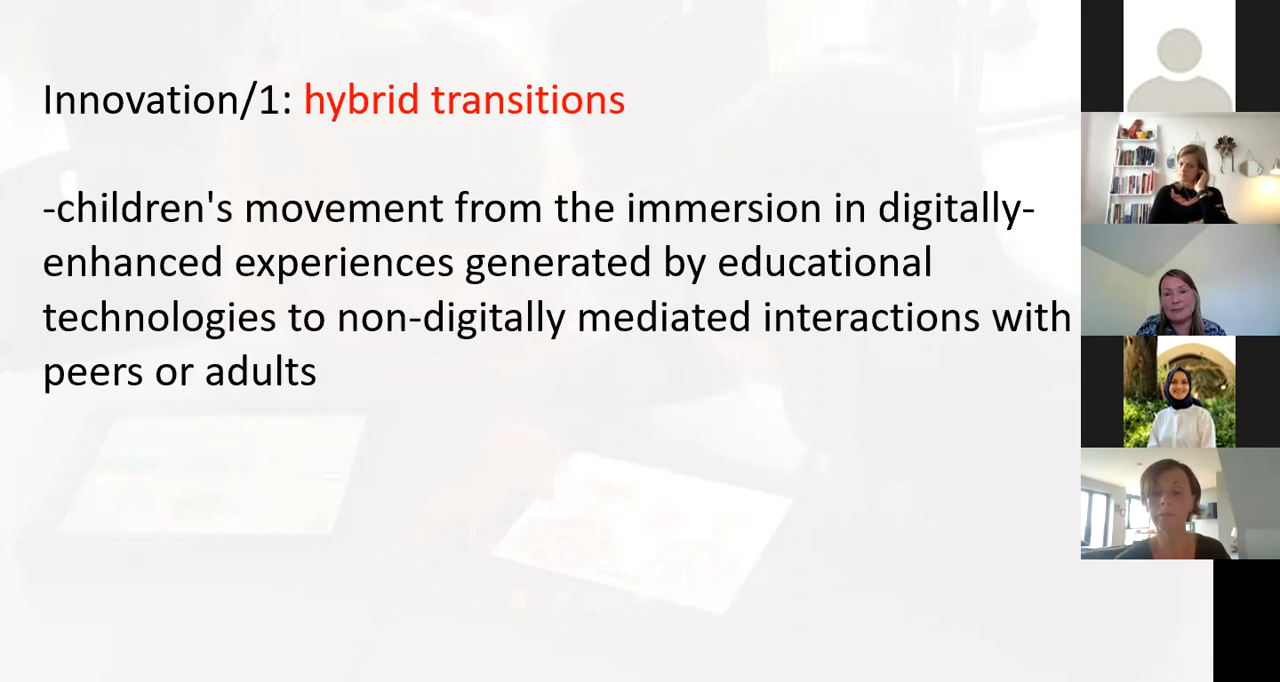 Innovation/1: hybrid transitions
-children's movement from the immersion in digitally-
enhanced experiences generated by educational
technologies to non-digitally mediated interactions with
peers or adults